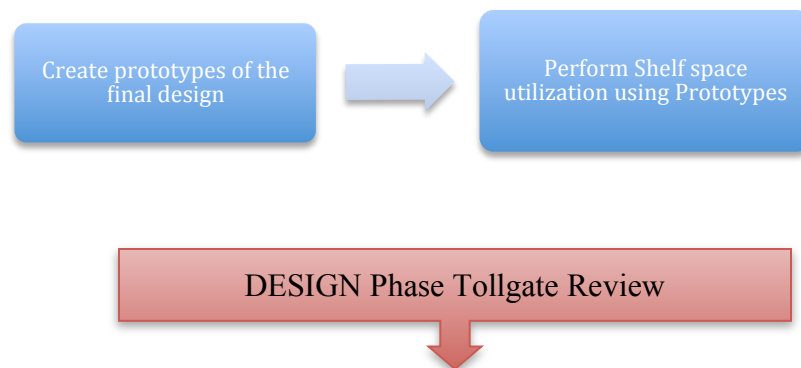 Create prototypes of the
final design
Perform Shelf space
utilization using Prototypes
DESIGN Phase Tollgate Review